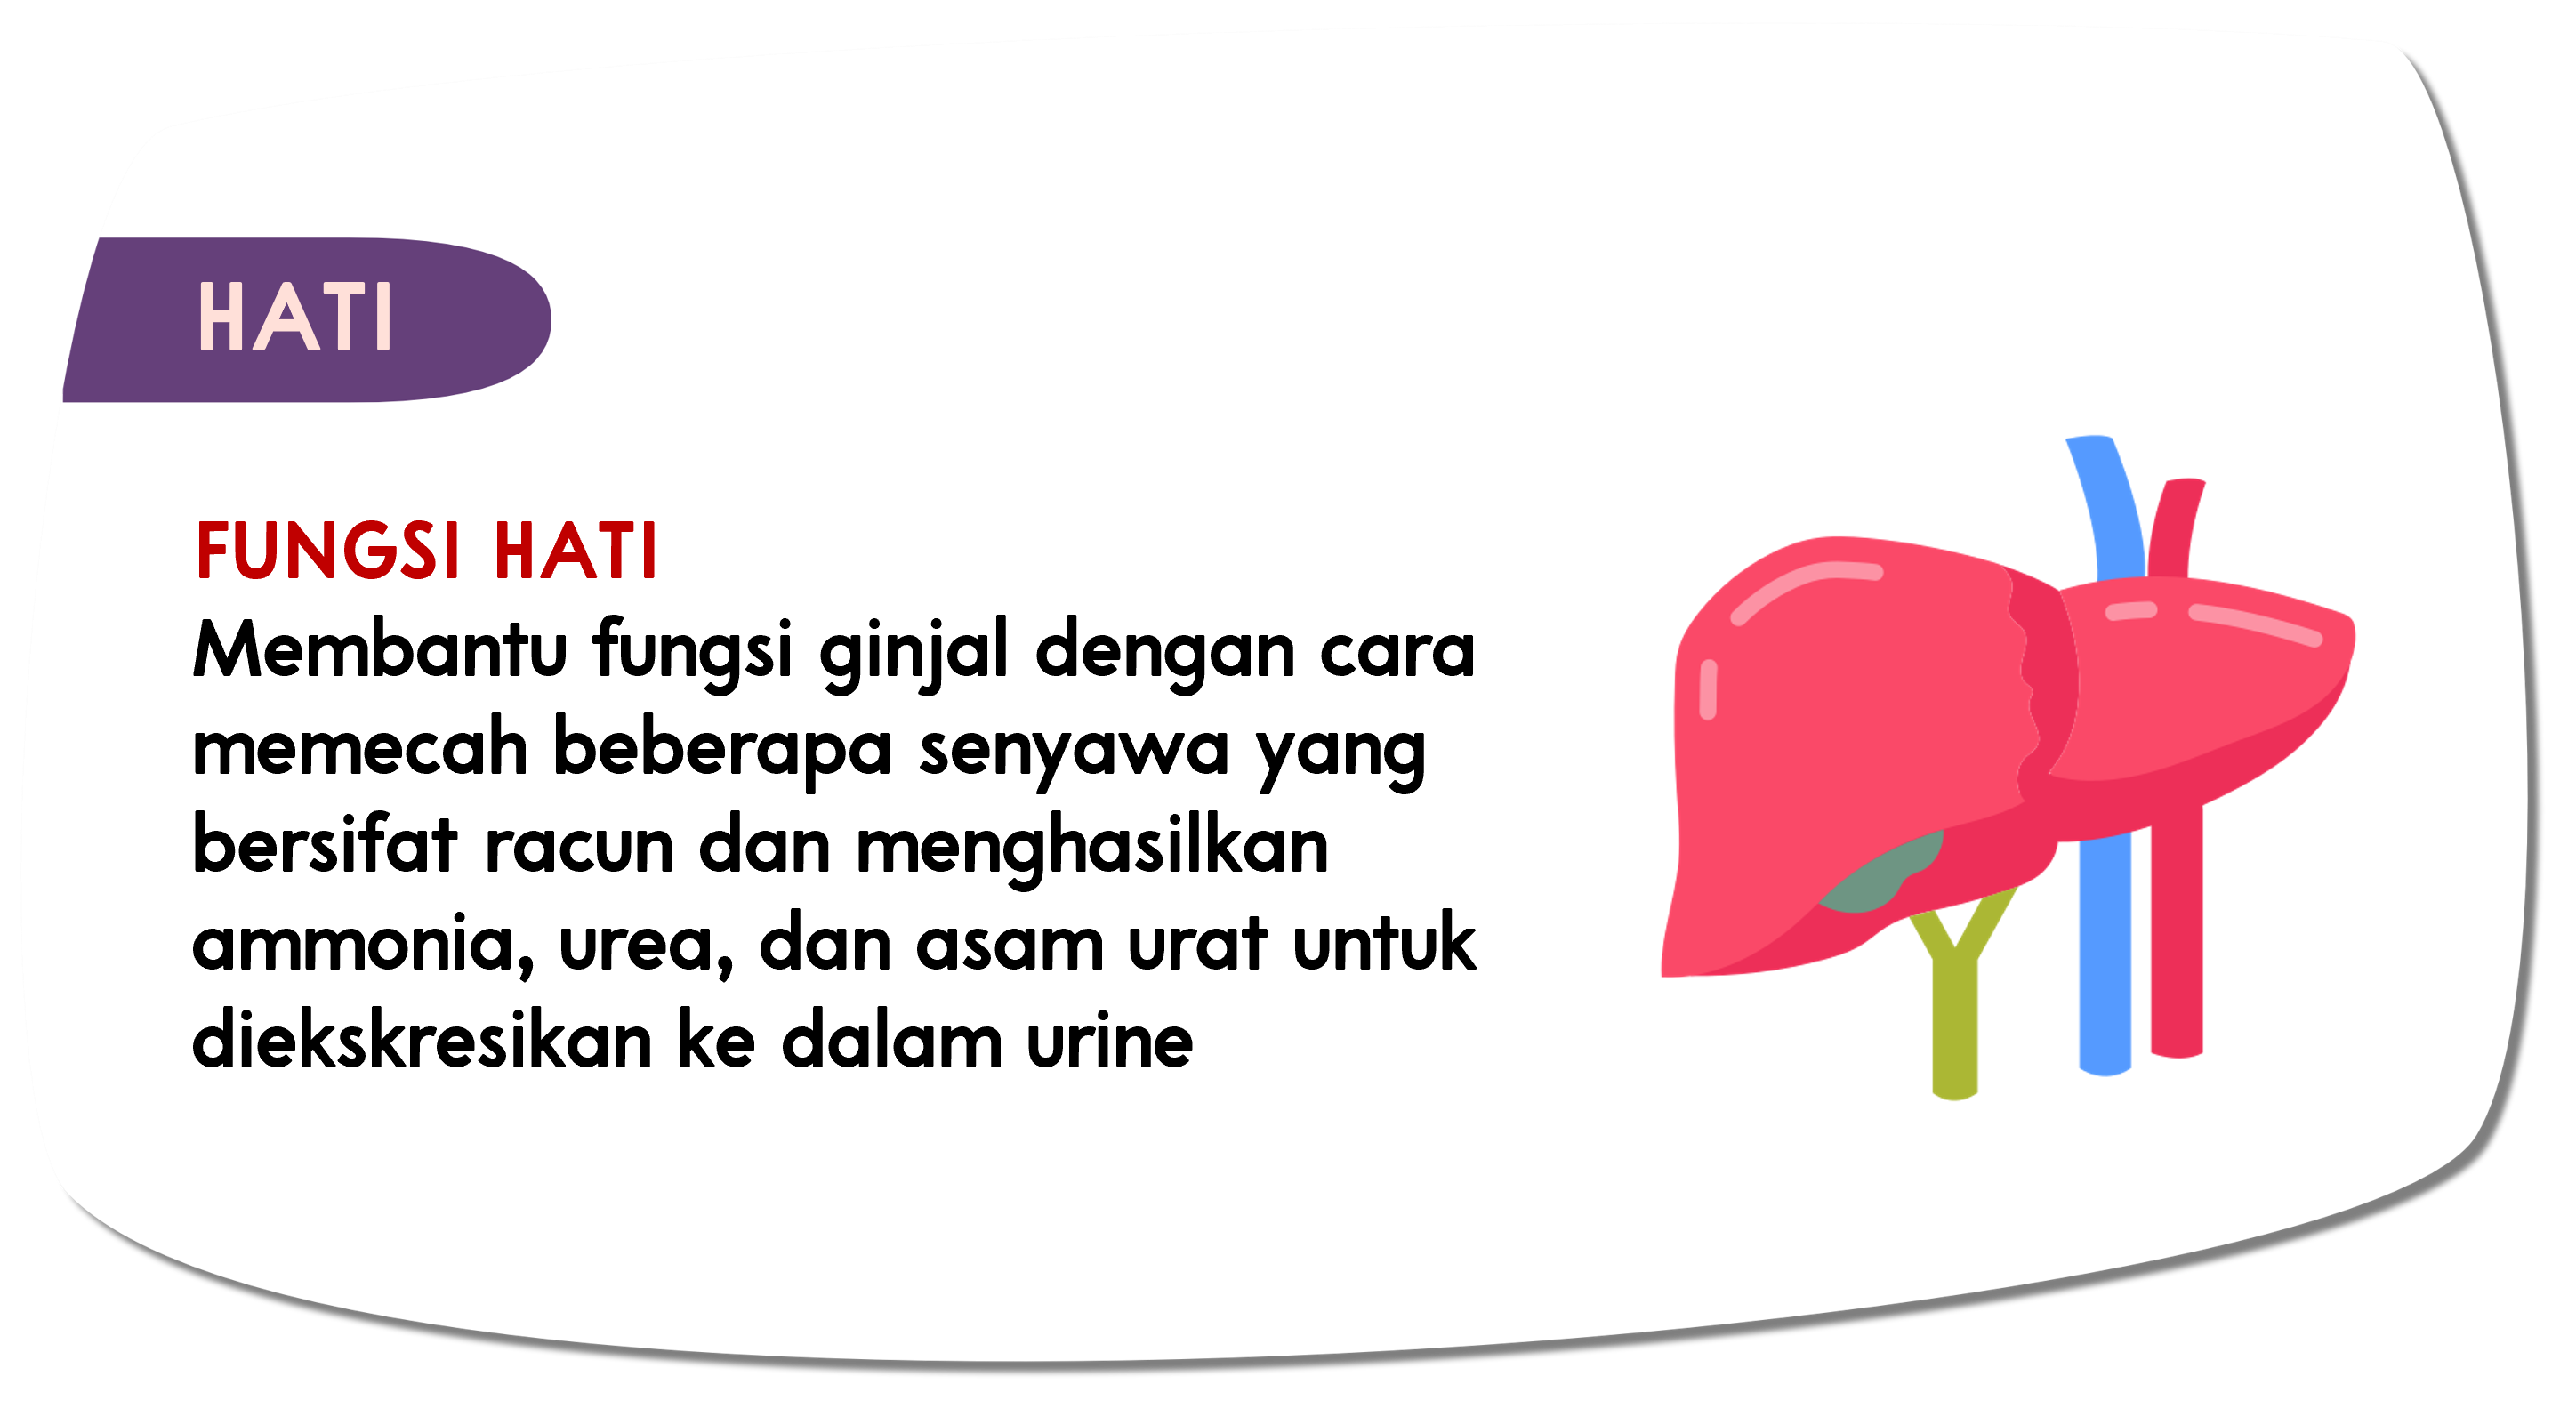 HATI
FUNGSI HATI
Membantu fungsi ginjal dengan cara
memecah beberapa senyawa yang
bersifat racun dan menghasilkan
ammonia, urea, dan asam urat untuk
diekskresikan ke dalam urine